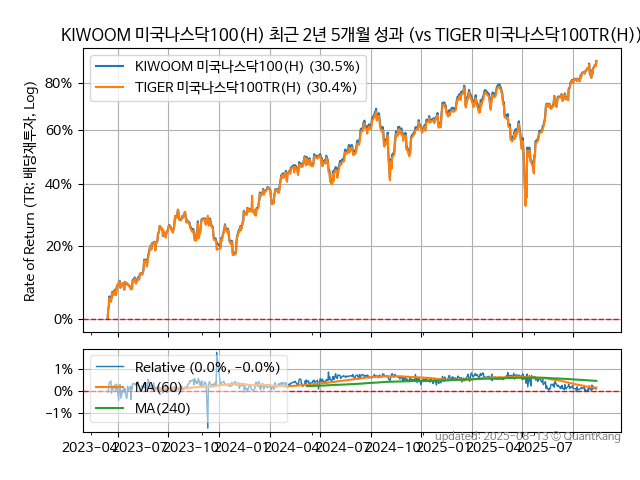 KIWOOM 미국나스닥100(H) 최근 2년 5개월 성과 (vs TIGER 미국나스닥100TR(H))
Rate of Return (TR: 배당재투자, Log)
KIWOOM 미국나스닥100(H) (30.5%)
TIGER 미국나스닥100TR(H) (30.4%)
80%
60%
40%
20%
0%
Relative (0.0%, −0.0%)
MA(60)
MA(240)
1%
0%
−1%
2023-04 2023-07 2023-10 2024-01 2024-04 2024-07 2024-10 2025-01 2025-04 2025-07
updated: 2025-08-13 © QuantKang